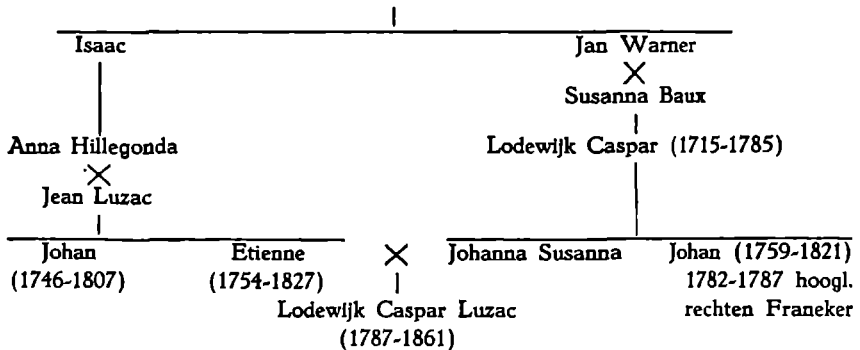 Isaac Jan Warner
Susanna Baux
Anna Hillegonda Lodewijk Caspar (1715-1785)
Jean Luzac
Johan Etienne Johanna Susanna Johan (1759-1821)
(1746-1807) (1754-1827) 1782-1787 hoogl.
Lodewijk Caspar Luzac rechten Franeker
(1787-1861)